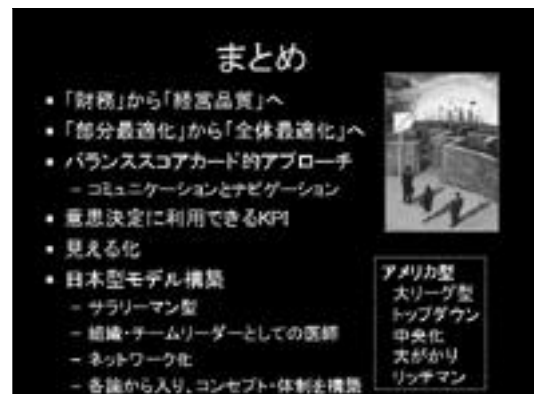 まとめ
• 「財務」から「経営品質」へ
• 「部分最適化」から「全体最適化」へ
• バランススコアカード的アプローチ
– コミュニケーションとナビゲーション
• 意思決定に利用できるKPI
• 見える化
• 日本型モデル構築
– サラリーマン型
– 組織・チームリーダーとしての医師
– ネットワーク化
– 各論から入り、コンセプト・体制を構築
アメリカ型
大リーグ型
トップダウン
中央化
大がかり
リッチマン